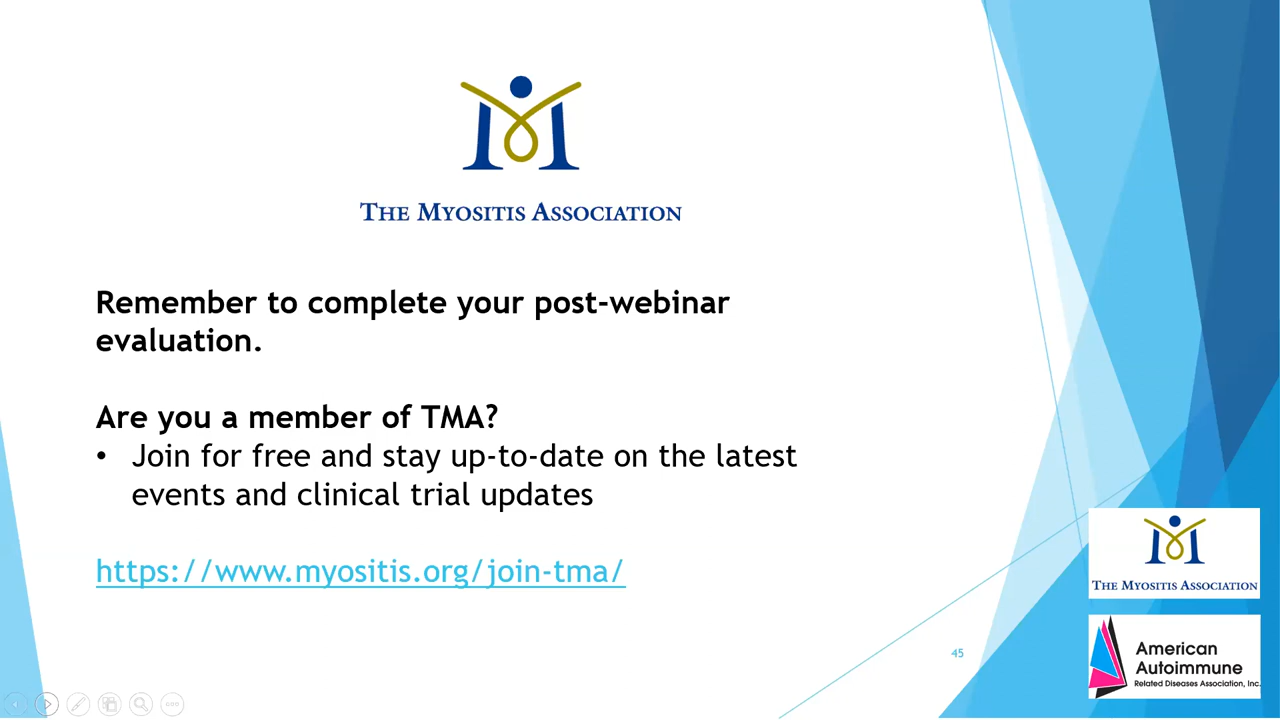 THE MYOSITIS ASSOCIATION
Remember to complete your post-webinar
evaluation.
Are you a member of TMA?
• Join for free and stay up-to-date on the latest
events and clinical trial updates
https://www.myositis.org/join-tma/
THE MYOSITIS ASSOCIATION
American
Autoimmune
Related Diseases Association, Inc.
45